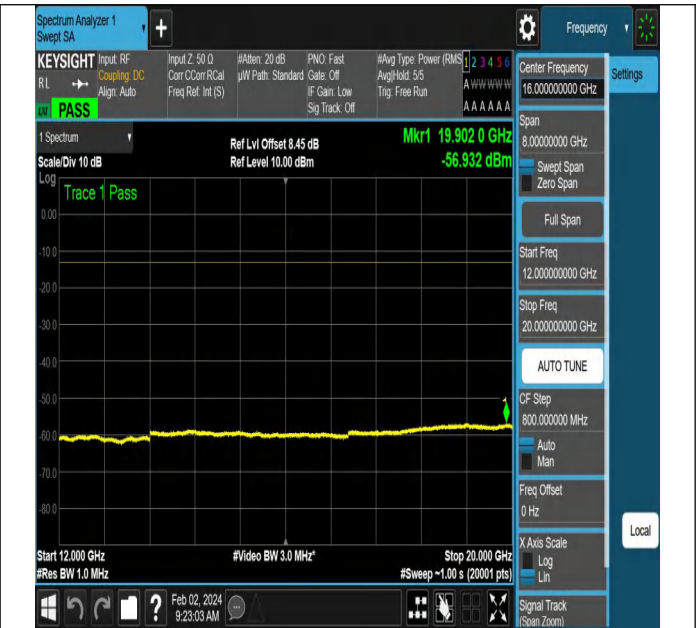 Spectrum Analyzer 1
Swept SA
Frequency
KEYSIGHT
RL
PASS
Input: RF
Coupling: DC
Align: Auto
Input Z: 50 Ω
Corr CCorr RCal
Freq Ref: Int (S)
#Atten: 20 dB
µW Path: Standard
PNO: Fast
Gate: Off
IF Gain: Low
Sig Track: Off
#Avg Type: Power (RMS
Avg|Hold: 5/5
Trig: Free Run
1 2 3 4 5 6
A W W W W W
A A A A A A
1 Spectrum
Scale/Div 10 dB
Ref Lvl Offset 8.45 dB
Ref Level 10.00 dBm
Mkr1 19.902 0 GHz
-56.932 dBm
Log
Trace 1 Pass
0.00
-10.0
-20.0
-30.0
-40.0
-50.0
-60.0
-70.0
-80.0
1
Start 12.000 GHz
#Res BW 1.0 MHz
#Video BW 3.0 MHz*
Stop 20.000 GHz
#Sweep ~1.00 s (20001 pts)
Feb 02, 2024
9:23:03 AM
Center Frequency
16.000000000 GHz
Settings
Span
8.00000000 GHz
Swept Span
Zero Span
Full Span
Start Freq
12.000000000 GHz
Stop Freq
20.000000000 GHz
AUTO TUNE
CF Step
800.000000 MHz
Auto
Man
Freq Offset
0 Hz
X Axis Scale
Log
Lin
Local
Signal Track
(Span Zoom)